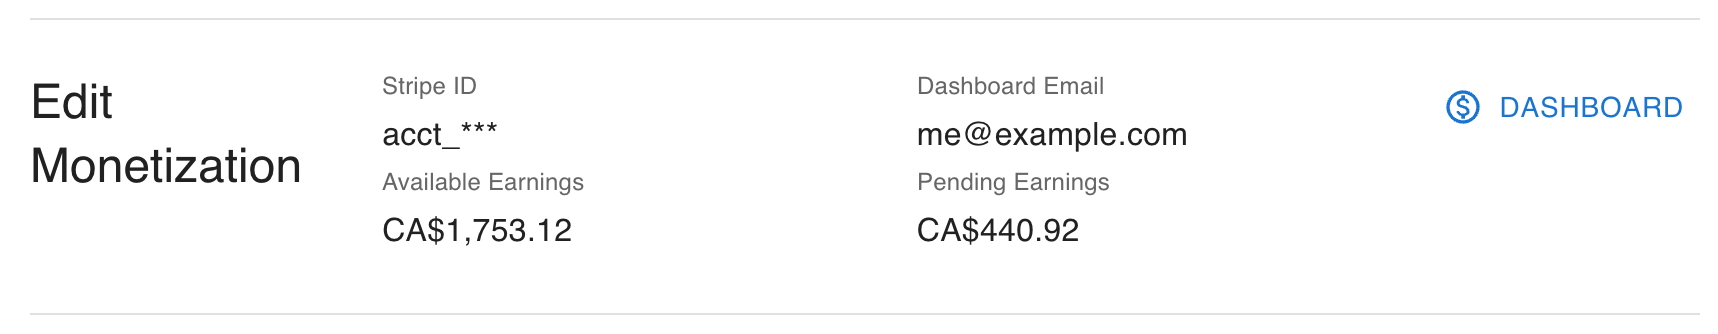 Edit
Monetization
Stripe ID
acct_***
Available Earnings
CA$1,753.12
Dashboard Email
me@example.com
Pending Earnings
CA$440.92
DASHBOARD